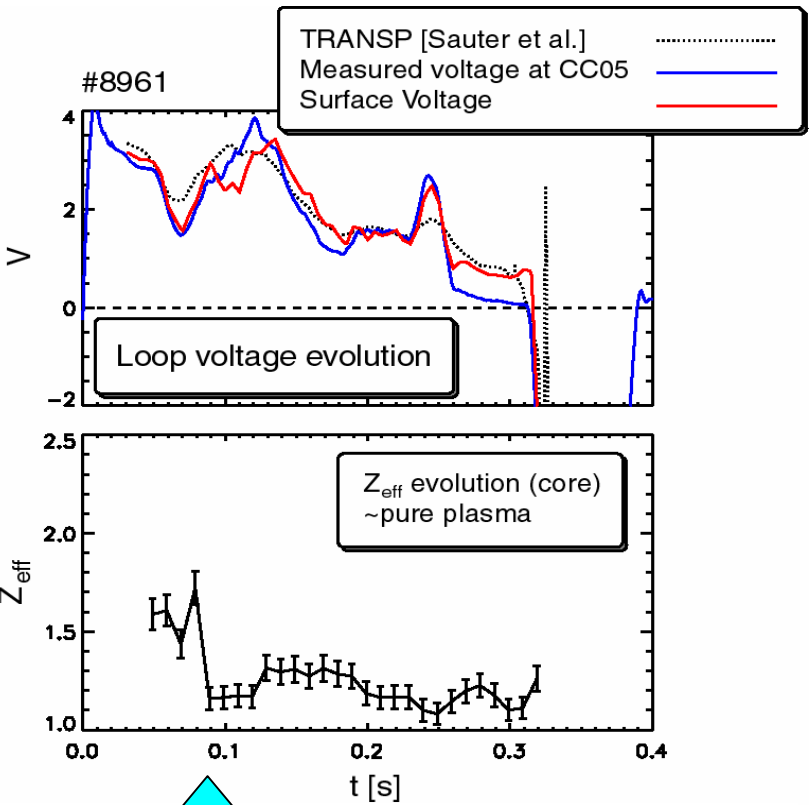 TRANSP [Sauter et al.]
Measured voltage at CC05
Surface Voltage
#8961
4
2
0
−2
V
Loop voltage evolution
2.5
2.0
1.5
1.0
Z_eff
Z_eff evolution (core)
~pure plasma
0.0 0.1 0.2 0.3 0.4
t [s]